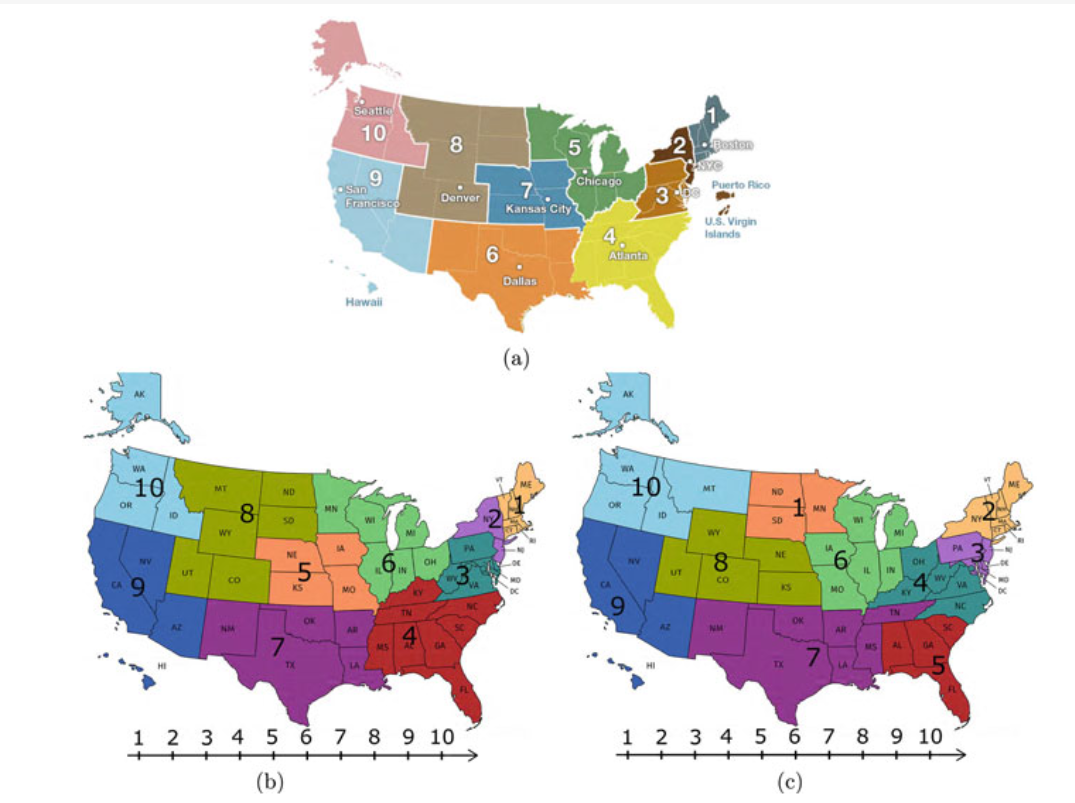 Seattle
10
8
5
1
2
Boston
NYC
9
7
Chicago
San
Francisco
Denver
Kansas City
3
DC
Puerto Rico
U.S. Virgin
Islands
4
Atlanta
6
Dallas
Hawaii
(a)
AK
WA
10
OR
ID
MT
ND
MN
8
SD
WY
WI
MI
NY
2
VT
ME
1
RI
NV
UT
CO
NE
5
KS
IA
MO
6
IL
IN
OH
PA
NJ
DE
MD
DC
WV
3
VA
KY
CA
9
AZ
NM
OK
AR
TN
NC
4
SC
MS
AL
GA
7
TX
LA
FL
HI
1 2 3 4 5 6 7 8 9 10
(b)
AK
WA
10
OR
ID
MT
ND
1
MN
SD
WY
WI
MI
NY
2
VT
ME
RI
NV
UT
8
CO
NE
KS
IA
6
MO
IL
IN
OH
PA
3
NJ
DE
MD
DC
4
WV
VA
KY
CA
9
AZ
NM
OK
AR
TN
NC
SC
MS
AL
GA
5
7
TX
LA
FL
HI
1 2 3 4 5 6 7 8 9 10
(c)